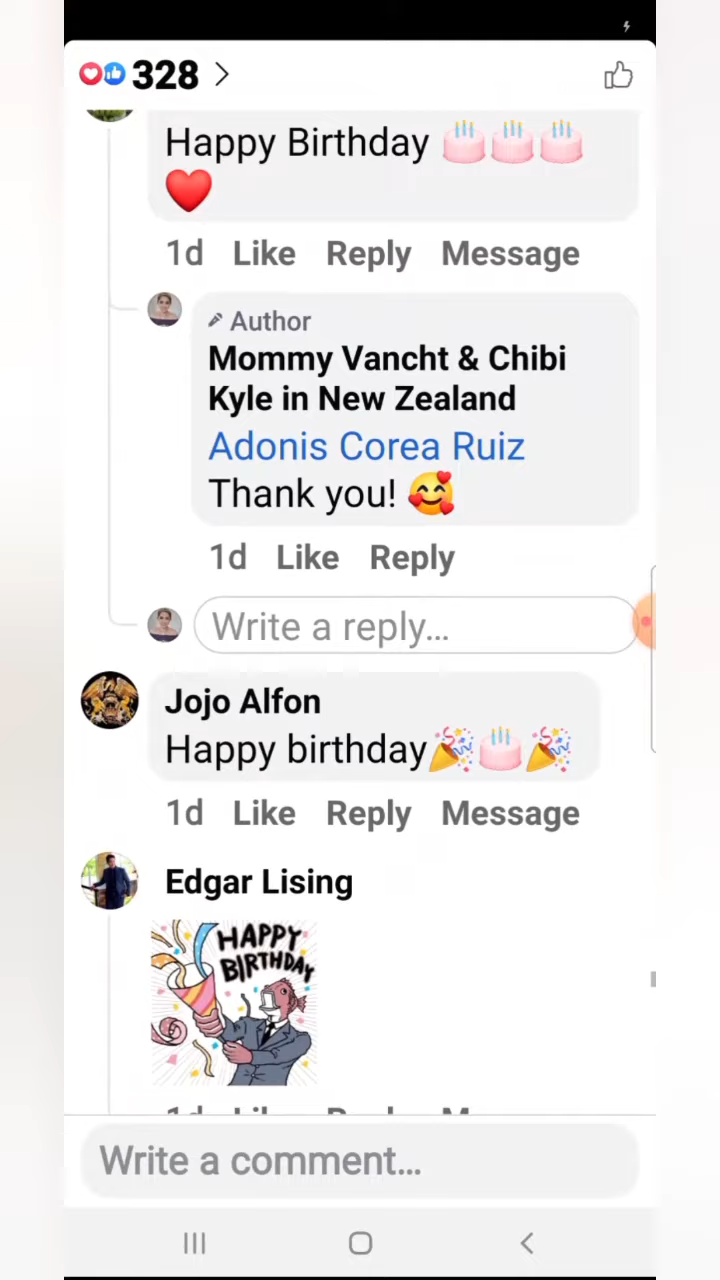 328
Happy Birthday 🎂🎂🎂
❤️
1d Like Reply Message
Author
Mommy Vancht & Chibi
Kyle in New Zealand
Adonis Corea Ruiz
Thank you! 🥰
1d Like Reply
Write a reply...
Jojo Alfon
Happy birthday🎉🎂🎉
1d Like Reply Message
Edgar Lising
HAPPY
BIRTHDAY
Write a comment...